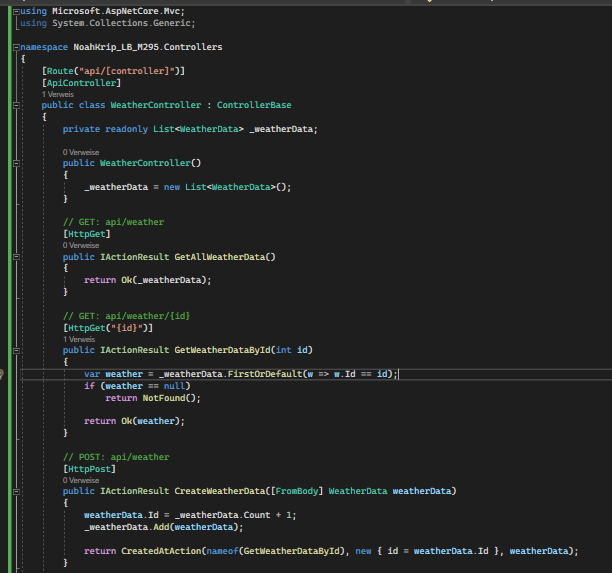 using Microsoft.AspNetCore.Mvc;
using System.Collections.Generic;
namespace NoahKrip_LB_M295.Controllers
{
[Route("api/[controller]")]
[ApiController]
1 Verweis
public class WeatherController : ControllerBase
{
private readonly List<WeatherData> _weatherData;
0 Verweise
public WeatherController()
{
_weatherData = new List<WeatherData>();
}
// GET: api/weather
[HttpGet]
0 Verweise
public IActionResult GetAllWeatherData()
{
return Ok(_weatherData);
}
// GET: api/weather/{id}
[HttpGet("{id}")]
1 Verweis
public IActionResult GetWeatherDataById(int id)
{
var weather = _weatherData.FirstOrDefault(w => w.Id == id);
if (weather == null)
return NotFound();
return Ok(weather);
}
// POST: api/weather
[HttpPost]
0 Verweise
public IActionResult CreateWeatherData([FromBody] WeatherData weatherData)
{
weatherData.Id = _weatherData.Count + 1;
_weatherData.Add(weatherData);
return CreatedAtAction(nameof(GetWeatherDataById), new { id = weatherData.Id }, weatherData);
}